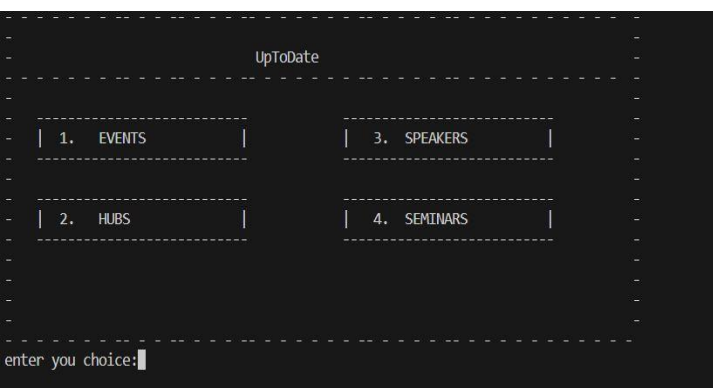 UpToDate
| 1. EVENTS | | 3. SPEAKERS |
| 2. HUBS | | 4. SEMINARS |
enter you choice: